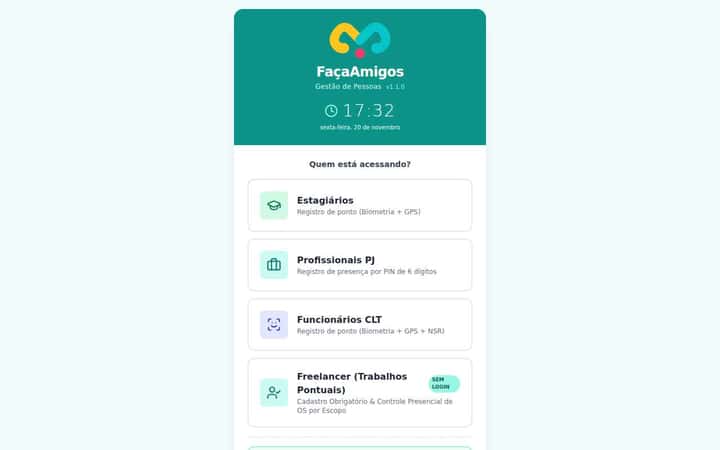 FaçaAmigos
Gestão de Pessoas v1.1.0
17:32
sexta-feira, 20 de novembro
Quem está acessando?
Estagiários
Registro de ponto (Biometria + GPS)
Profissionais PJ
Registro de presença por PIN de 6 dígitos
Funcionários CLT
Registro de ponto (Biometria + GPS + NSR)
Freelancer (Trabalhos
Pontuais)
SEM
LOGIN
Cadastro Obrigatório & Controle Presencial de
OS por Escopo